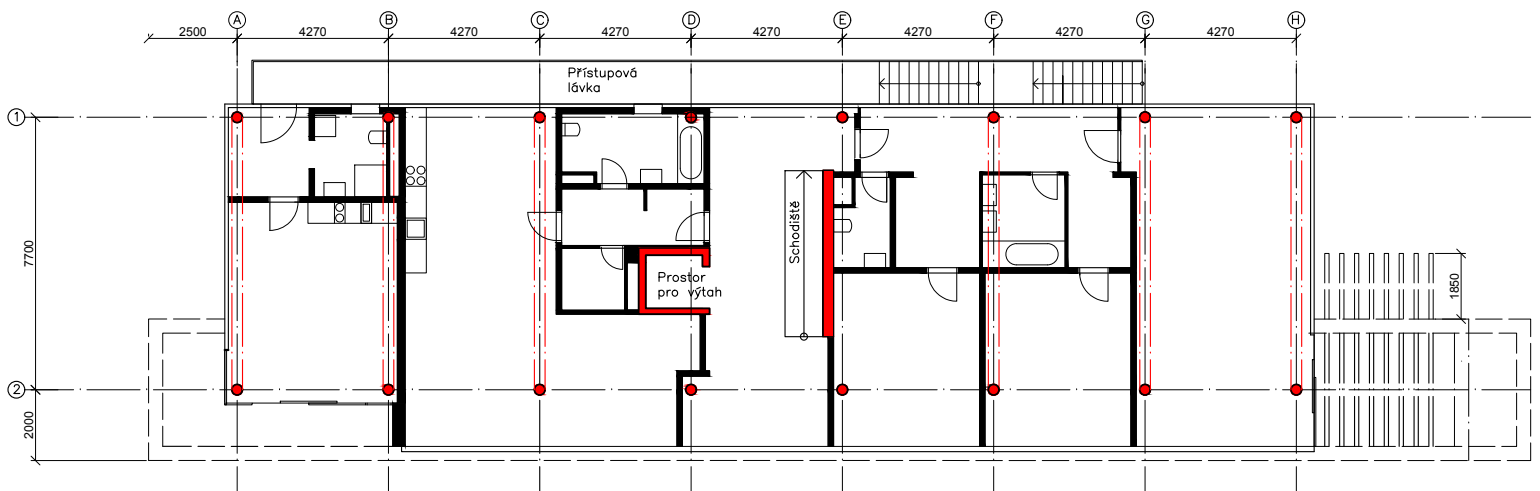 A B C D E F G H
2500 4270 4270 4270 4270 4270 4270 4270
Přístupová
lávka
1
Schodiště
7700
Prostor
pro výtah
1850
2
2000